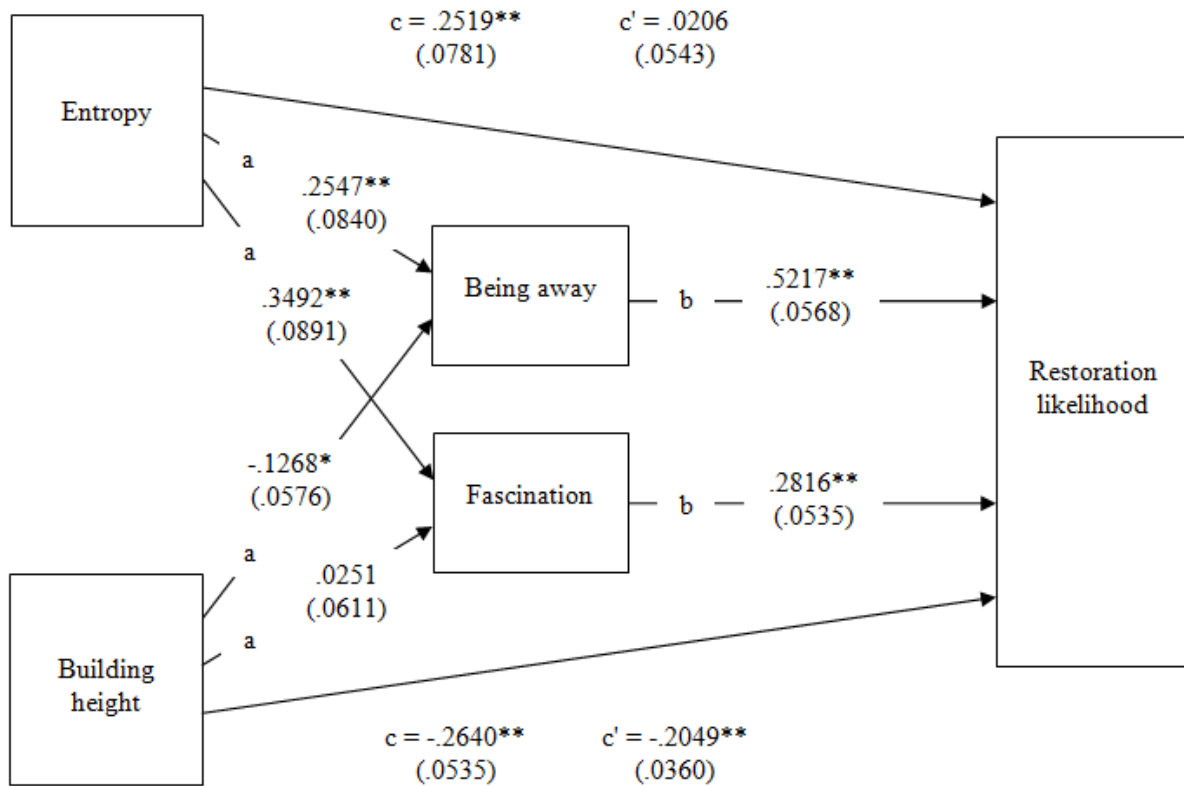 c = .2519** c' = .0206
(.0781) (.0543)
Entropy
a
.2547**
(.0840)
a
Being away
b
.5217**
(.0568)
.3492**
(.0891)
Restoration
likelihood
-.1268*
(.0576)
Fascination
b
.2816**
(.0535)
a
.0251
(.0611)
a
Building
height
c = -.2640** c' = -.2049**
(.0535) (.0360)